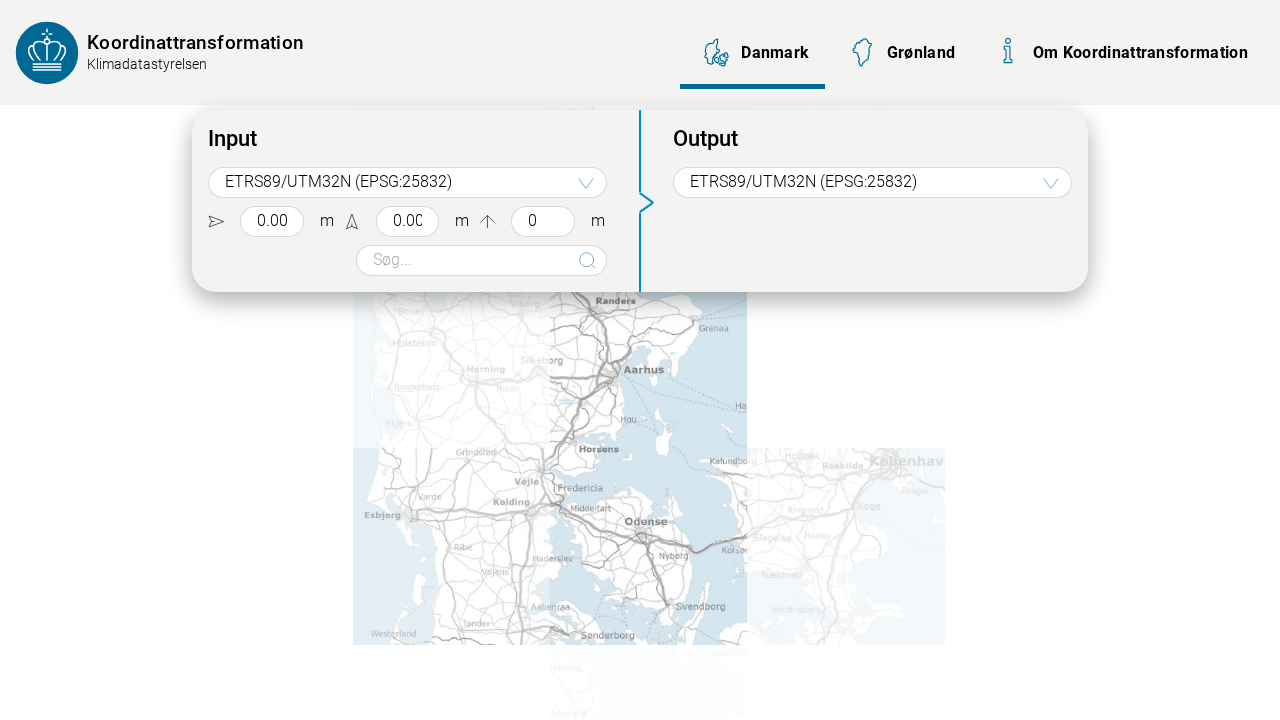 Koordinattransformation
Klimadatastyrelsen
Danmark
Grønland
Om Koordinattransformation
Input
ETRS89/UTM32N (EPSG:25832)
0.00 m
0.00 m
0 m
Søg...
Output
ETRS89/UTM32N (EPSG:25832)
Viborg
Randers
Struer
Grenaa
Holstebro
Silkeborg
Herning
Aarhus
Ikast
Ringkøbing
Hou
Skjern
Horsens
Grindsted
Kalundborg
Holbæk
Roskilde
København
Vejle
Fredericia
Dragør
Varde
Kolding
Middelfart
Esbjerg
Odense
Ringsted
Køge
Slagelse
Haslev
Ribe
Korsør
Nyborg
Haderslev
Vojens
Næstved
Aabenraa
Svendborg
Vordingborg
Tønder
Westerland
Sønderborg